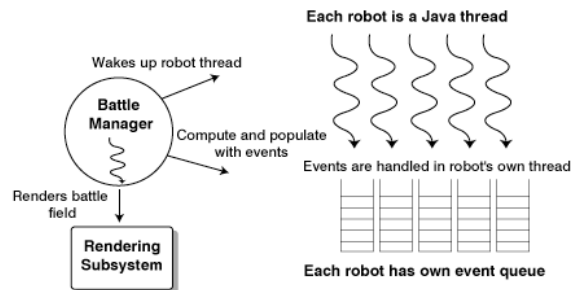 Each robot is a Java thread
Wakes up robot thread
Battle
Manager
Compute and populate
with events
Events are handled in robot's own thread
Renders battle
field
Rendering
Subsystem
Each robot has own event queue